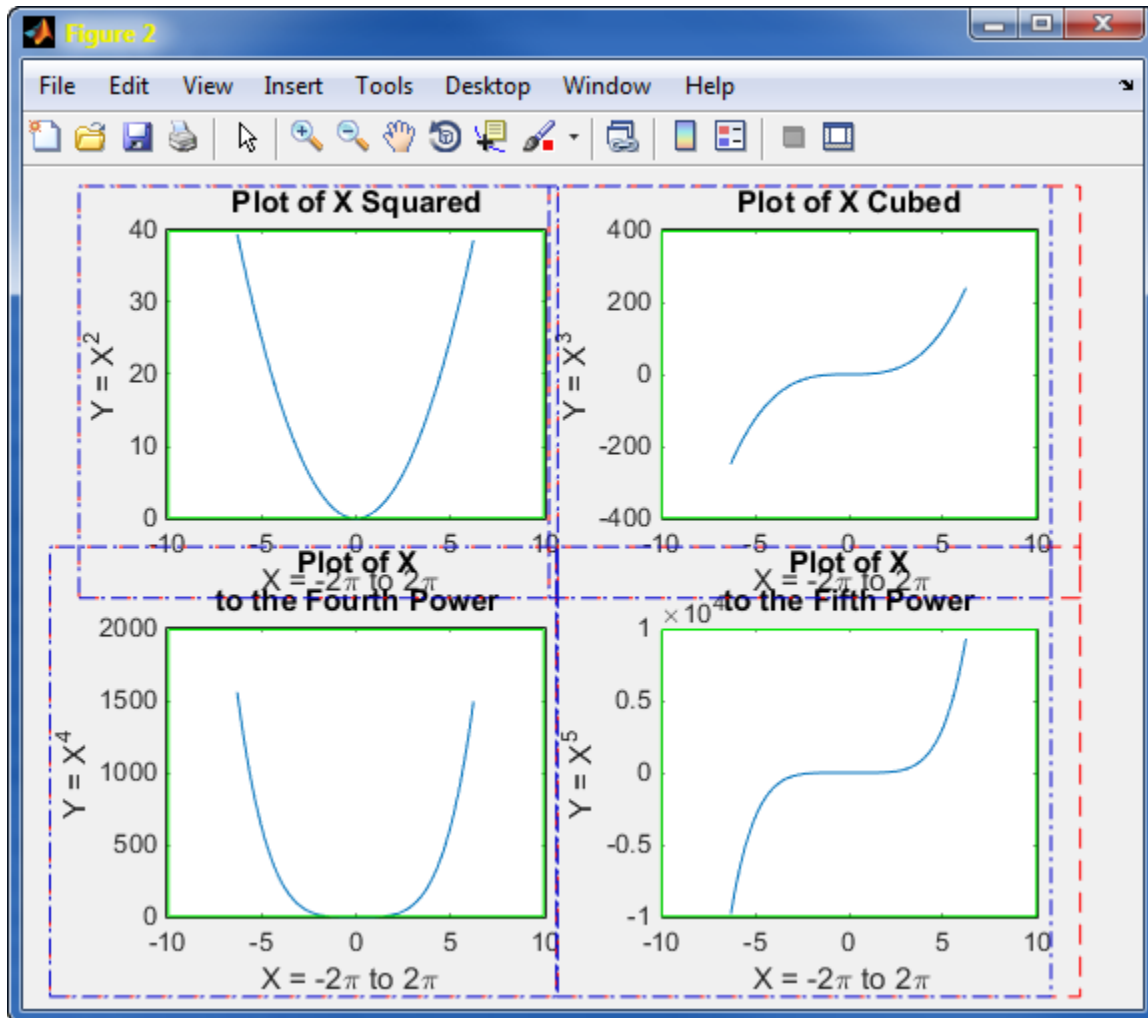 Figure 2
File Edit View Insert Tools Desktop Window Help
Plot of X Squared
40
30
20
10
0
Y = X²
-10 -5 0 5 10
X = -2π to 2π
Plot of X Cubed
400
200
0
-200
-400
Y = X³
-10 -5 0 5 10
X = -2π to 2π
Plot of X
to the Fourth Power
2000
1500
1000
500
0
Y = X⁴
-10 -5 0 5 10
X = -2π to 2π
Plot of X
to the Fifth Power
× 10⁴
1
0.5
0
-0.5
-1
Y = X⁵
-10 -5 0 5 10
X = -2π to 2π